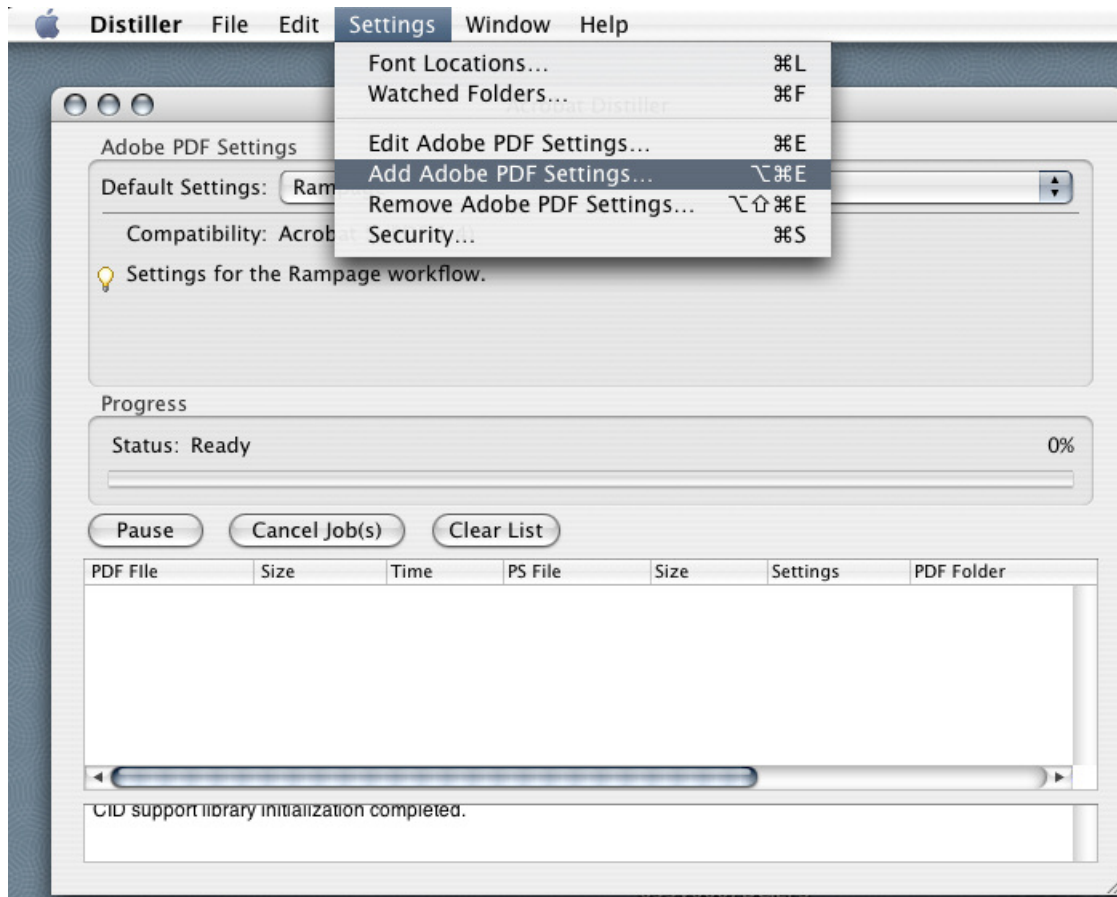 Distiller File Edit Settings Window Help
Font Locations... ⌘L
Watched Folders... ⌘F
Acrobat Distiller
Edit Adobe PDF Settings... ⌘E
Add Adobe PDF Settings... ⌥⌘E
Remove Adobe PDF Settings... ⌥⇧⌘E
Security... ⌘S
Adobe PDF Settings
Default Settings: Ram
Compatibility: Acrob
Settings for the Rampage workflow.
Progress
Status: Ready 0%
Pause Cancel Job(s) Clear List
PDF FIle Size Time PS File Size Settings PDF Folder
CID support library initialization completed.